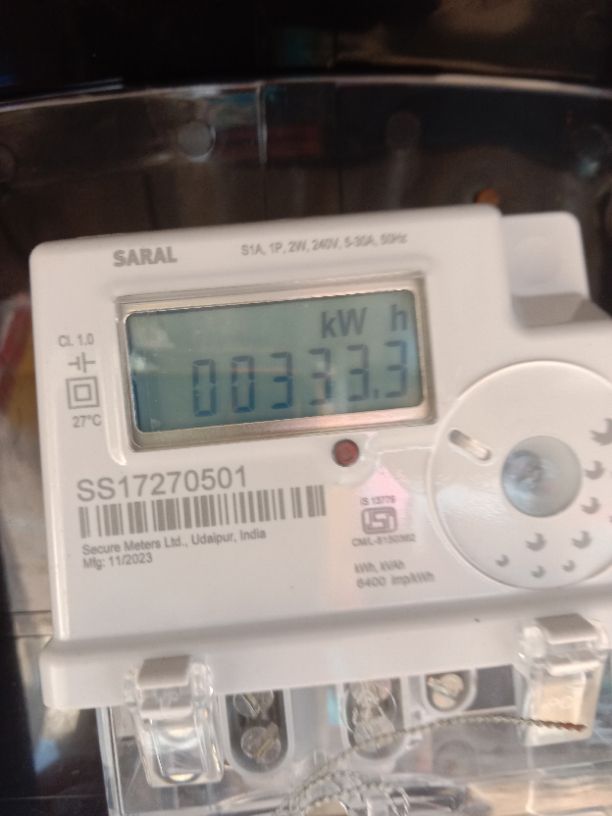 SARAL
S1A, 1P, 2W, 240V, 5-30A, 50Hz
kW h
Cl. 1.0
00333.3
27°C
SS17270501
Secure Meters Ltd., Udaipur, India
Mfg: 11/2023
IS 13779
kWh, kVAh
6400 imp/kWh